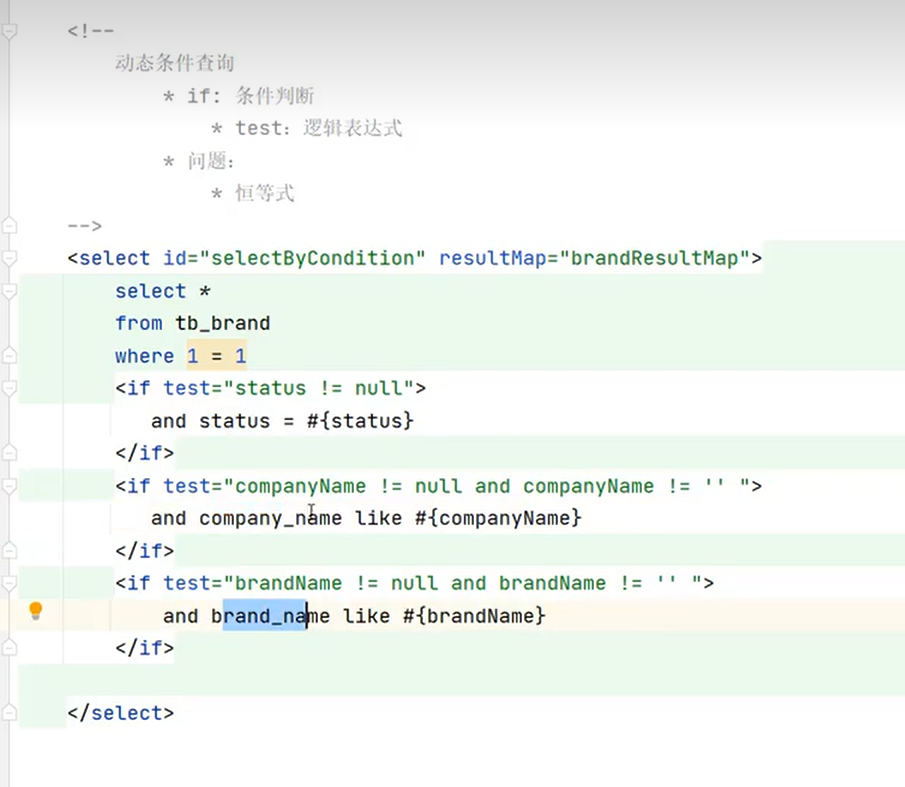 <!--
动态条件查询
* if: 条件判断
* test：逻辑表达式
* 问题：
* 恒等式
-->
<select id="selectByCondition" resultMap="brandResultMap">
select *
from tb_brand
where 1 = 1
<if test="status != null">
and status = #{status}
</if>
<if test="companyName != null and companyName != '' ">
and company_name like #{companyName}
</if>
<if test="brandName != null and brandName != '' ">
and brand_name like #{brandName}
</if>
</select>